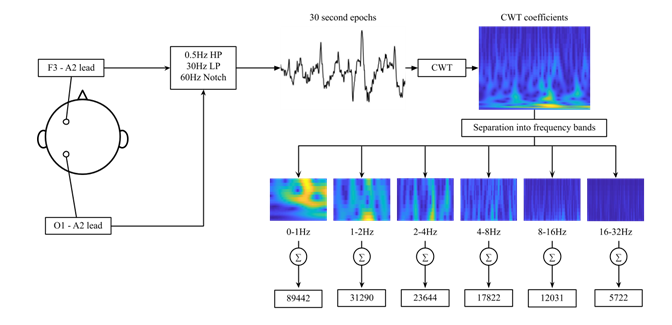 30 second epochs
CWT coefficients
F3 - A2 lead
0.5Hz HP
30Hz LP
60Hz Notch
CWT
Separation into frequency bands
O1 - A2 lead
0-1Hz
1-2Hz
2-4Hz
4-8Hz
8-16Hz
16-32Hz
Σ
Σ
Σ
Σ
Σ
Σ
89442
31290
23644
17822
12031
5722